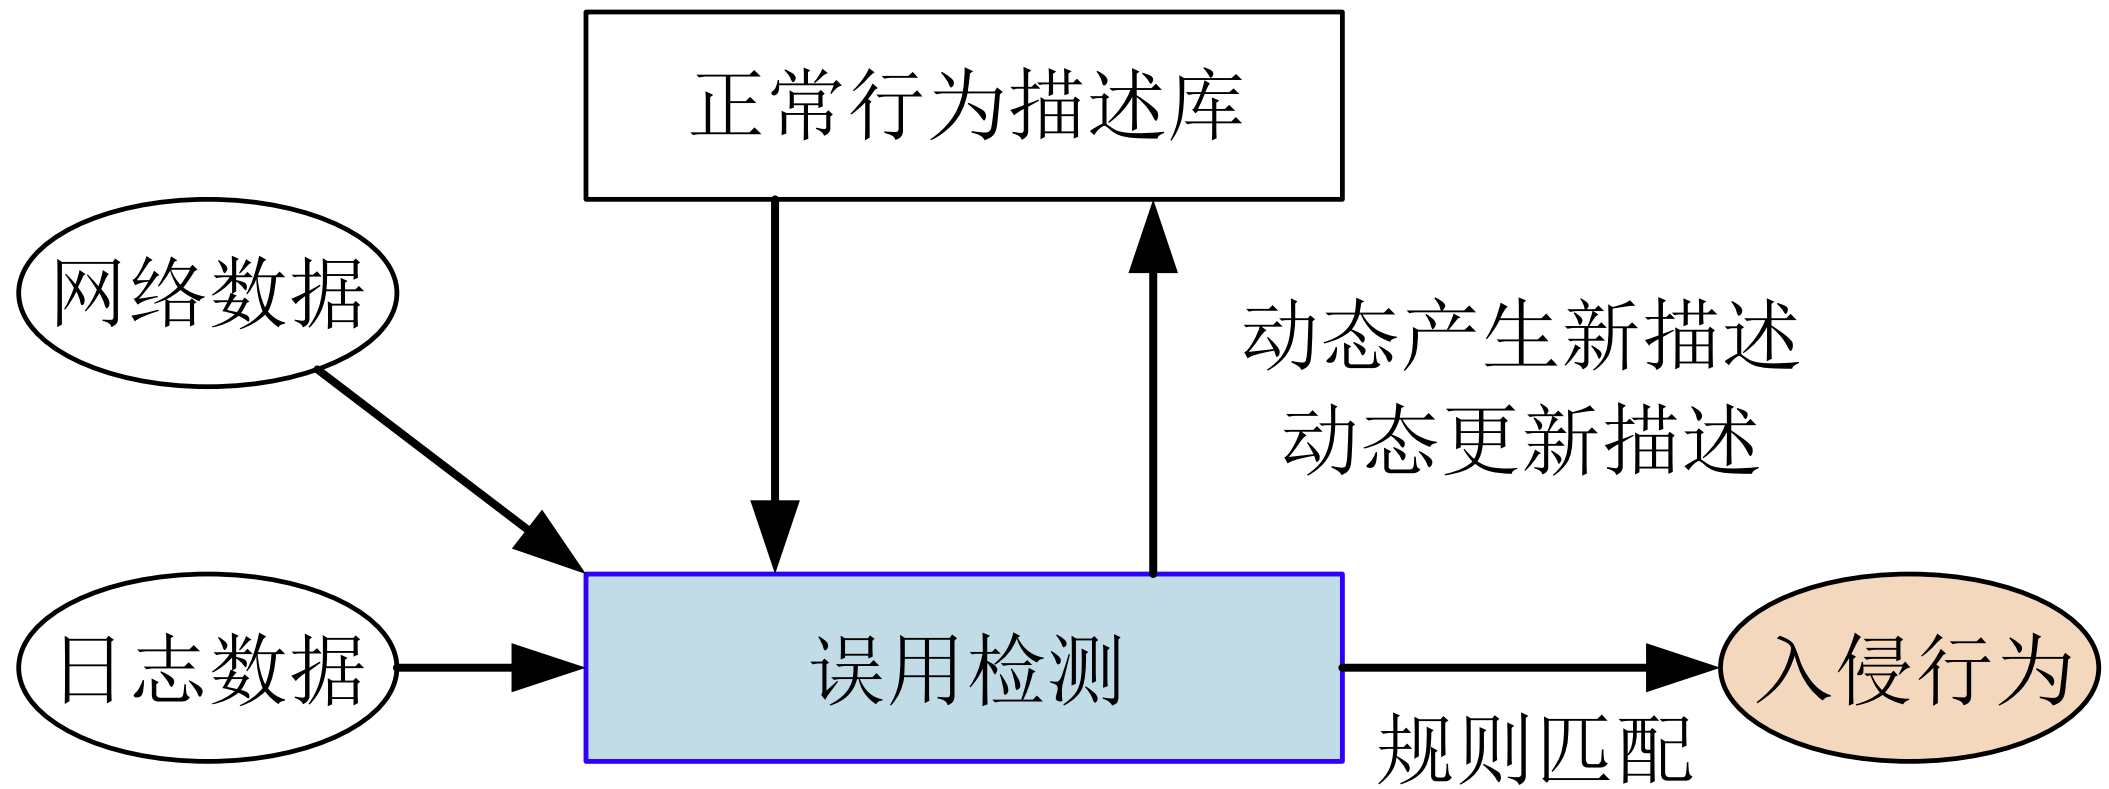 正常行为描述库
网络数据
动态产生新描述
动态更新描述
日志数据
误用检测
入侵行为
规则匹配